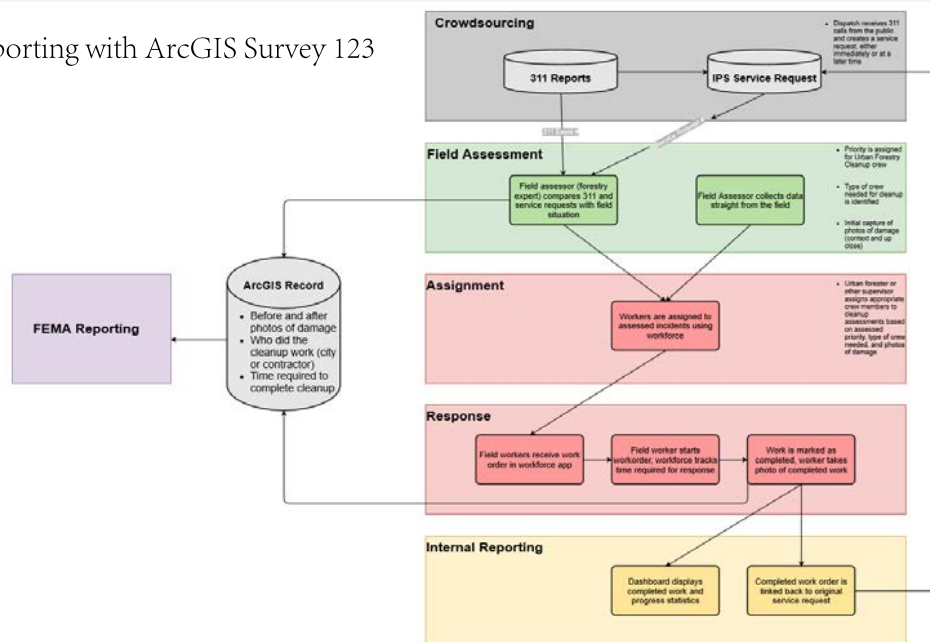 porting with ArcGIS Survey 123
Crowdsourcing
311 Reports
IPS Service Request
• Dispatch receives 311
calls from the public
and creates a service
request, either
immediately or at a
later time
Field Assessment
Field assessor (forestry
expert) compares 311 and
service requests with field
situation
Field Assessor collects data
straight from the field
• Priority is assigned
for Urban Forestry
Cleanup crew
• Type of crew
needed for cleanup
is identified
• Initial capture of
photos of damage
(context and up
close)
Assignment
Workers are assigned to
assessed incidents using
workforce
• Urban forester or
other supervisor
assigns appropriate
crew members to
cleanup
assessments based
on assessed
priority, type of crew
needed, and photos
of damage
FEMA Reporting
ArcGIS Record
• Before and after
photos of damage
• Who did the
cleanup work (city
or contractor)
• Time required to
complete cleanup
Response
Field workers receive work
order in workforce app
Field worker starts
workorder, workforce tracks
time required for response
Work is marked as
completed, worker takes
photo of completed work
Internal Reporting
Dashboard displays
completed work and
progress statistics
Completed work order is
linked back to original
service request